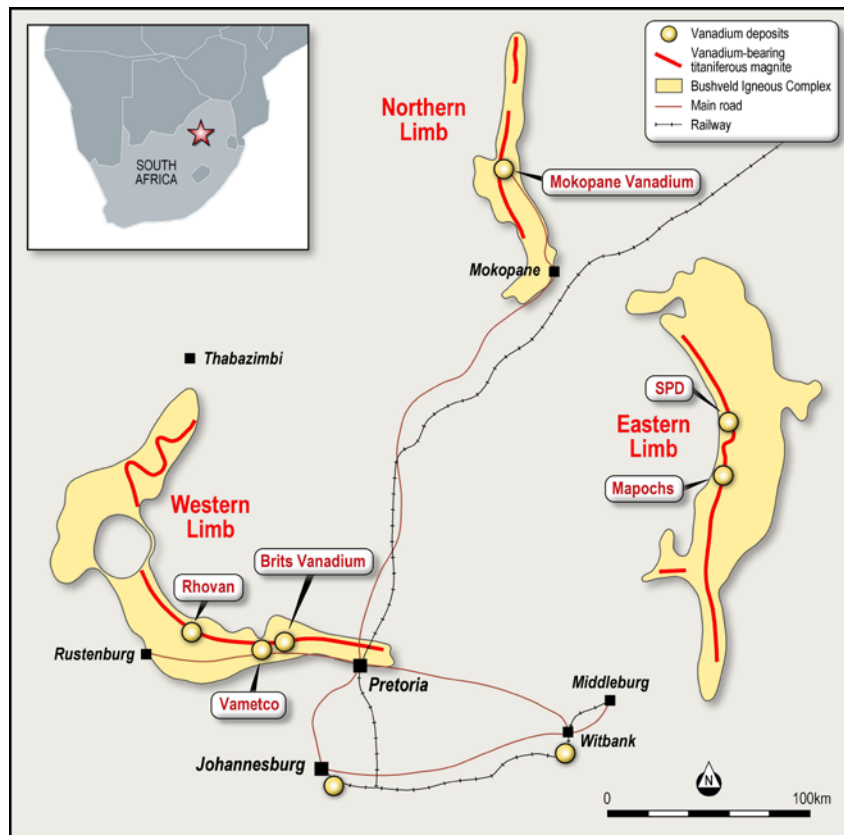 SOUTH
AFRICA
Vanadium deposits
Vanadium-bearing
titaniferous magnite
Bushveld Igneous Complex
Main road
Railway
Northern
Limb
Mokopane Vanadium
Mokopane
Thabazimbi
SPD
Eastern
Limb
Mapochs
Western
Limb
Brits Vanadium
Rhovan
Rustenburg
Vametco
Pretoria
Middleburg
Witbank
Johannesburg
N
0 100km